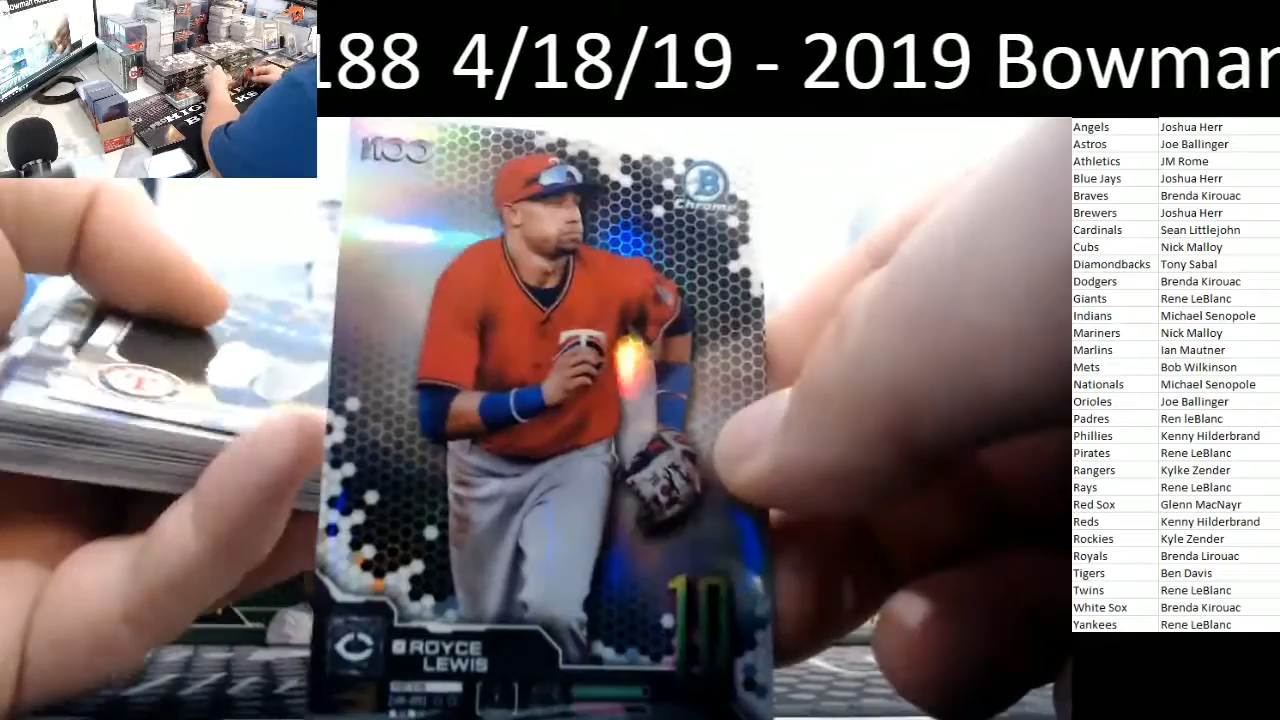 188 4/18/19 - 2019 Bowman
Bowman
HIGH
Angels Joshua Herr
Astros Joe Ballinger
Athletics JM Rome
Blue Jays Joshua Herr
Braves Brenda Kirouac
Brewers Joshua Herr
Cardinals Sean Littlejohn
Cubs Nick Malloy
Diamondbacks Tony Sabal
Dodgers Brenda Kirouac
Giants Rene LeBlanc
Indians Michael Senopole
Mariners Nick Malloy
Marlins Ian Mautner
Mets Bob Wilkinson
Nationals Michael Senopole
Orioles Joe Ballinger
Padres Ren leBlanc
Phillies Kenny Hilderbrand
Pirates Rene LeBlanc
Rangers Kylke Zender
Rays Rene LeBlanc
Red Sox Glenn MacNayr
Reds Kenny Hilderbrand
Rockies Kyle Zender
Royals Brenda Lirouac
Tigers Ben Davis
Twins Rene LeBlanc
White Sox Brenda Kirouac
Yankees Rene LeBlanc
B
Chrome
T
T
10
C
ROYCE
LEWIS